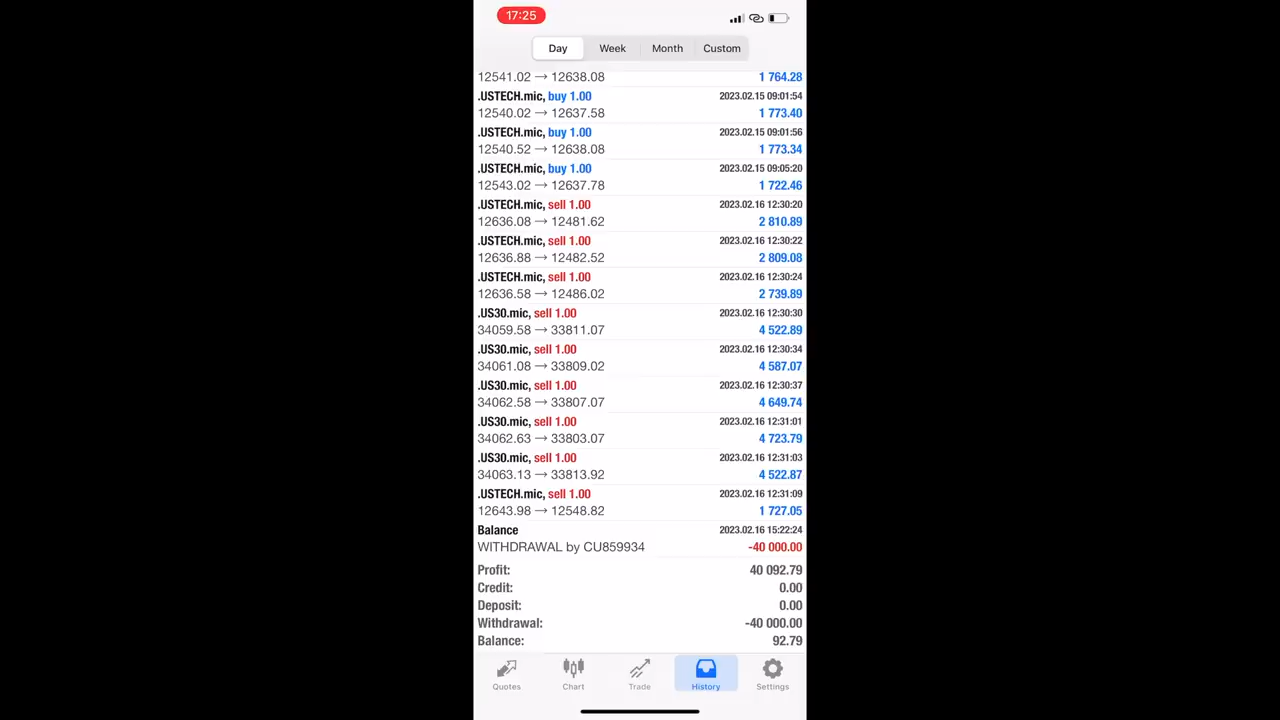 17:25
Day Week Month Custom
12541.02 → 12638.08 1 764.28
.USTECH.mic, buy 1.00 2023.02.15 09:01:54
12540.02 → 12637.58 1 773.40
.USTECH.mic, buy 1.00 2023.02.15 09:01:56
12540.52 → 12638.08 1 773.34
.USTECH.mic, buy 1.00 2023.02.15 09:05:20
12543.02 → 12637.78 1 722.46
.USTECH.mic, sell 1.00 2023.02.16 12:30:20
12636.08 → 12481.62 2 810.89
.USTECH.mic, sell 1.00 2023.02.16 12:30:22
12636.88 → 12482.52 2 809.08
.USTECH.mic, sell 1.00 2023.02.16 12:30:24
12636.58 → 12486.02 2 739.89
.US30.mic, sell 1.00 2023.02.16 12:30:30
34059.58 → 33811.07 4 522.89
.US30.mic, sell 1.00 2023.02.16 12:30:34
34061.08 → 33809.02 4 587.07
.US30.mic, sell 1.00 2023.02.16 12:30:37
34062.58 → 33807.07 4 649.74
.US30.mic, sell 1.00 2023.02.16 12:31:01
34062.63 → 33803.07 4 723.79
.US30.mic, sell 1.00 2023.02.16 12:31:03
34063.13 → 33813.92 4 522.87
.USTECH.mic, sell 1.00 2023.02.16 12:31:09
12643.98 → 12548.82 1 727.05
Balance 2023.02.16 15:22:24
WITHDRAWAL by CU859934 -40 000.00
Profit: 40 092.79
Credit: 0.00
Deposit: 0.00
Withdrawal: -40 000.00
Balance: 92.79
Quotes Chart Trade History Settings